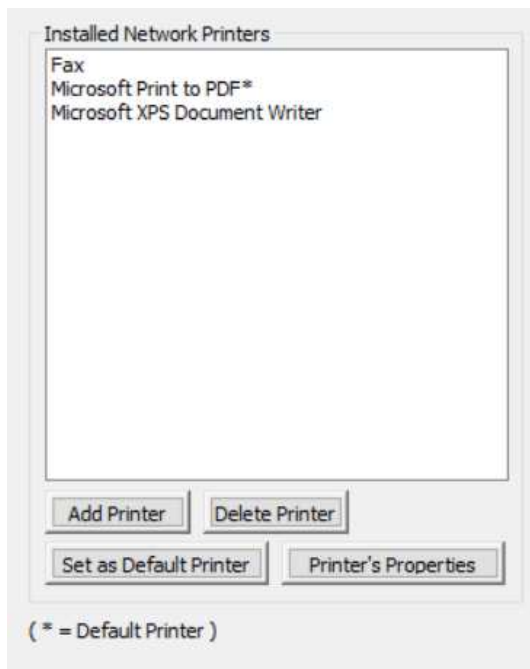 Installed Network Printers
Fax
Microsoft Print to PDF*
Microsoft XPS Document Writer
Add Printer
Delete Printer
Set as Default Printer
Printer's Properties
( * = Default Printer )